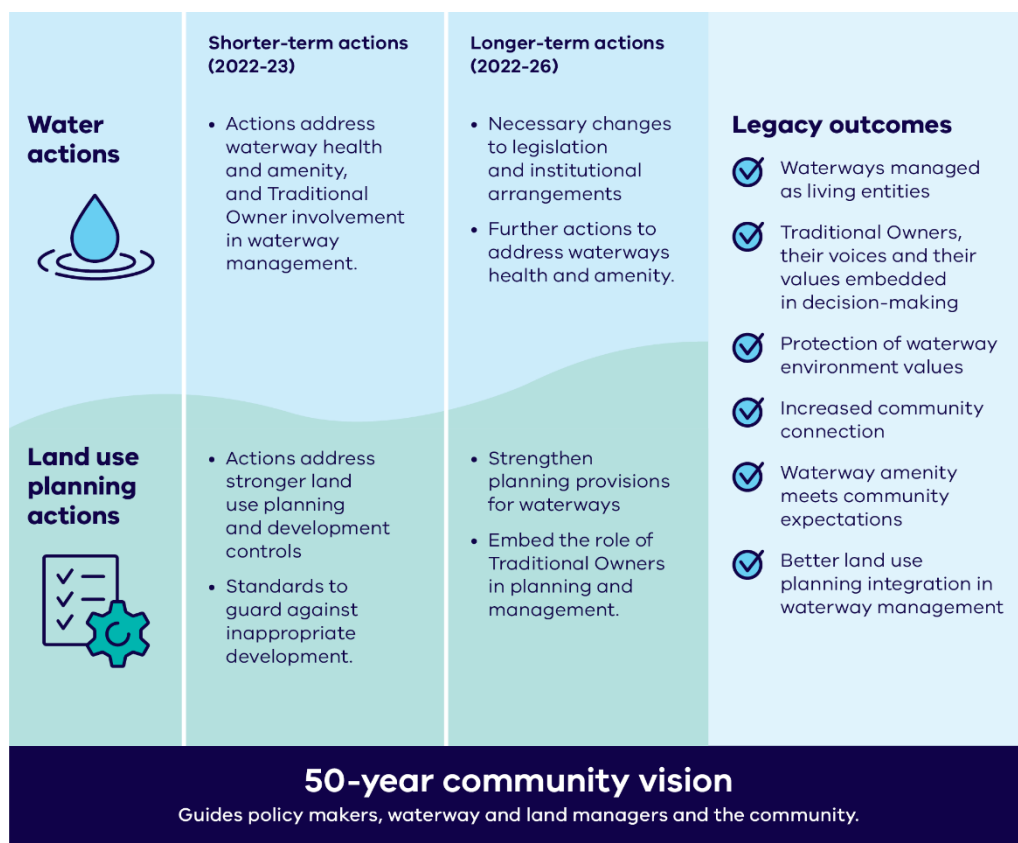 Shorter-term actions
(2022-23)
Longer-term actions
(2022-26)
Water
actions
• Actions address
waterway health
and amenity,
and Traditional
Owner involvement
in waterway
management.
• Necessary changes
to legislation
and institutional
arrangements
• Further actions to
address waterways
health and amenity.
Land use
planning
actions
• Actions address
stronger land
use planning
and development
controls
• Standards to
guard against
inappropriate
development.
• Strengthen
planning provisions
for waterways
• Embed the role of
Traditional Owners
in planning and
management.
Legacy outcomes
Waterways managed
as living entities
Traditional Owners,
their voices and their
values embedded
in decision-making
Protection of waterway
environment values
Increased community
connection
Waterway amenity
meets community
expectations
Better land use
planning integration in
waterway management
50-year community vision
Guides policy makers, waterway and land managers and the community.